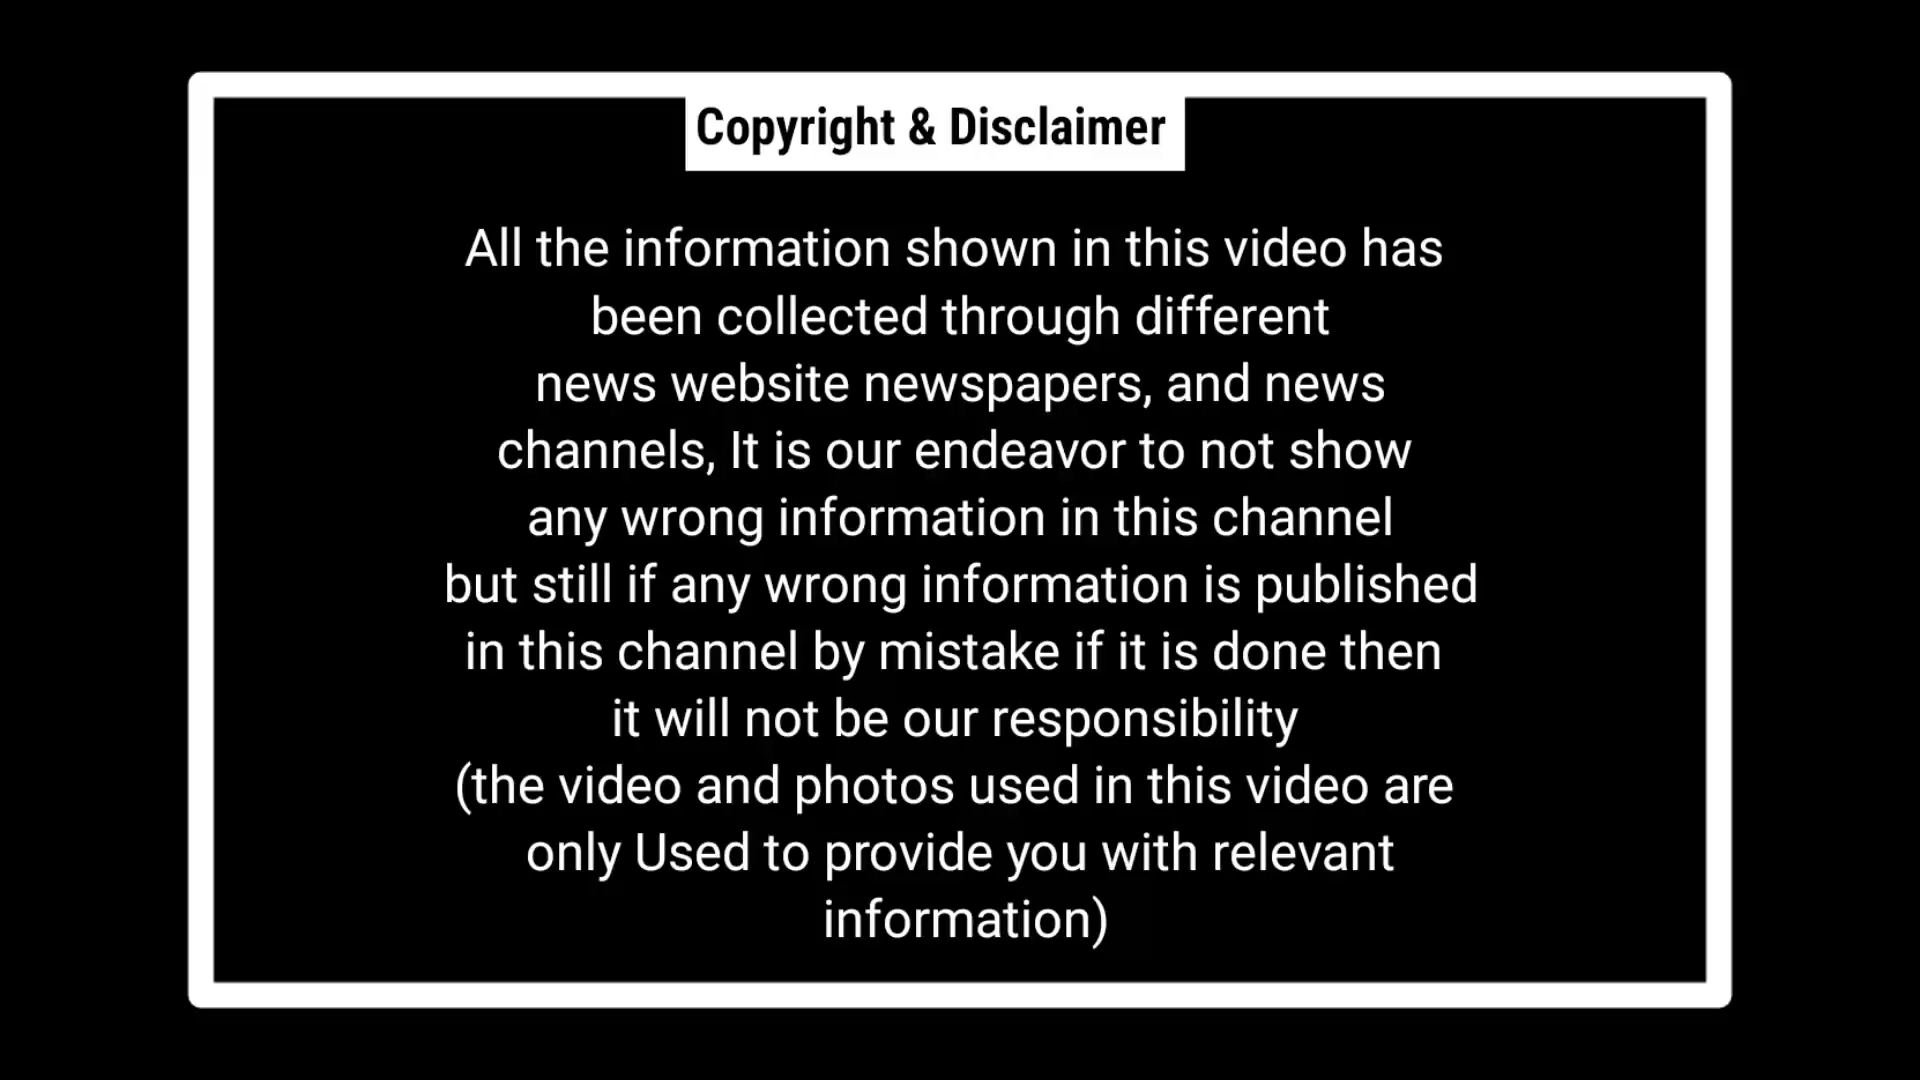 Copyright & Disclaimer
All the information shown in this video has
been collected through different
news website newspapers, and news
channels, It is our endeavor to not show
any wrong information in this channel
but still if any wrong information is published
in this channel by mistake if it is done then
it will not be our responsibility
(the video and photos used in this video are
only Used to provide you with relevant
information)